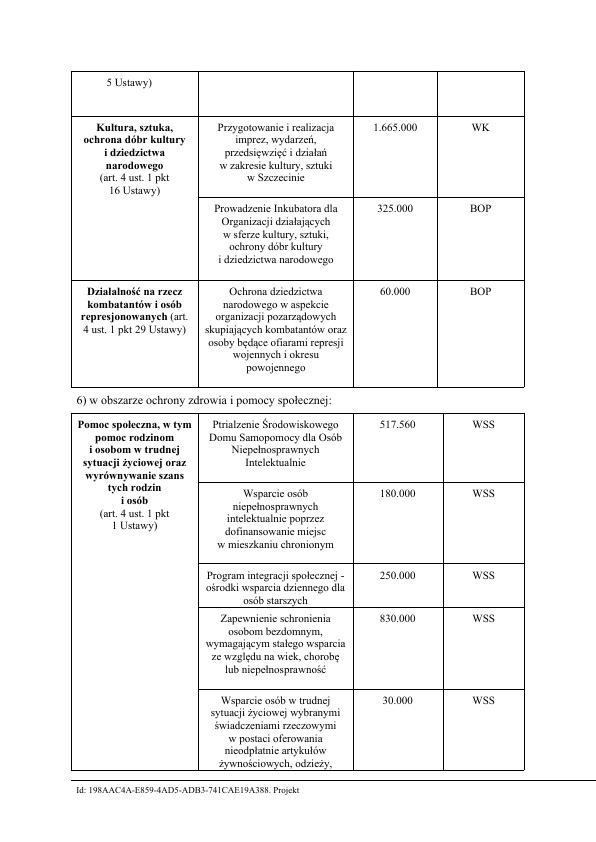 5 Ustawy)
Kultura, sztuka,
ochrona dóbr kultury
i dziedzictwa
narodowego
(art. 4 ust. 1 pkt
16 Ustawy)
Przygotowanie i realizacja
imprez, wydarzeń,
przedsięwzięć i działań
w zakresie kultury, sztuki
w Szczecinie
1.665.000
WK
Prowadzenie Inkubatora dla
Organizacji działających
w sferze kultury, sztuki,
ochrony dóbr kultury
i dziedzictwa narodowego
325.000
BOP
Działalność na rzecz
kombatantów i osób
represjonowanych (art.
4 ust. 1 pkt 29 Ustawy)
Ochrona dziedzictwa
narodowego w aspekcie
organizacji pozarządowych
skupiających kombatantów oraz
osoby będące ofiarami represji
wojennych i okresu
powojennego
60.000
BOP
6) w obszarze ochrony zdrowia i pomocy społecznej:
Pomoc społeczna, w tym
pomoc rodzinom
i osobom w trudnej
sytuacji życiowej oraz
wyrównywanie szans
tych rodzin
i osób
(art. 4 ust. 1 pkt
1 Ustawy)
Ptrialzenie Środowiskowego
Domu Samopomocy dla Osób
Niepełnosprawnych
Intelektualnie
517.560
WSS
Wsparcie osób
niepełnosprawnych
intelektualnie poprzez
dofinansowanie miejsc
w mieszkaniu chronionym
180.000
WSS
Program integracji społecznej -
ośrodki wsparcia dziennego dla
osób starszych
250.000
WSS
Zapewnienie schronienia
osobom bezdomnym,
wymagającym stałego wsparcia
ze względu na wiek, chorobę
lub niepełnosprawność
830.000
WSS
Wsparcie osób w trudnej
sytuacji życiowej wybranymi
świadczeniami rzeczowymi
w postaci oferowania
nieodpłatnie artykułów
żywnościowych, odzieży,
30.000
WSS
Id: 198AAC4A-E859-4AD5-ADB3-741CAE19A388. Projekt